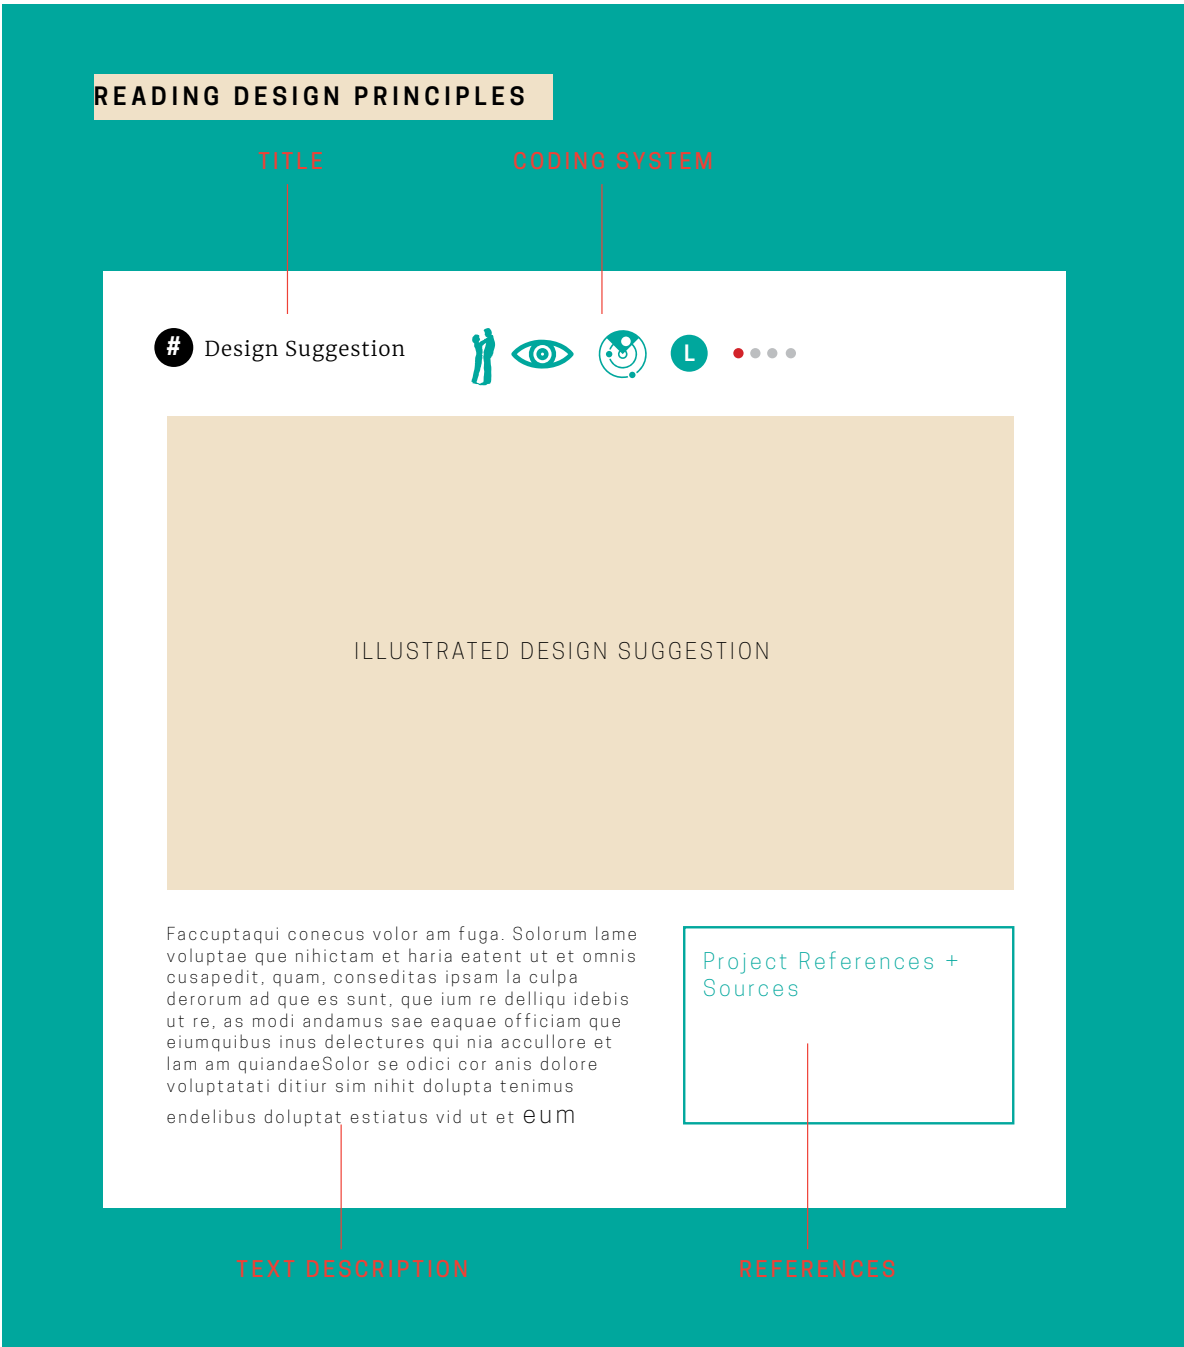 READING DESIGN PRINCIPLES
TITLE
CODING SYSTEM
# Design Suggestion
L
ILLUSTRATED DESIGN SUGGESTION
Faccuptaqui conecus volor am fuga. Solorum lame
voluptae que nihictam et haria eatent ut et omnis
cusapedit, quam, conseditas ipsam la culpa
derorum ad que es sunt, que ium re delliqu idebis
ut re, as modi andamus sae eaquae officiam que
eiumquibus inus delectures qui nia accullore et
lam am quiandaeSolor se odici cor anis dolore
voluptatati ditiur sim nihit dolupta tenimus
endelibus doluptat estiatus vid ut et eum
Project References +
Sources
TEXT DESCRIPTION
REFERENCES